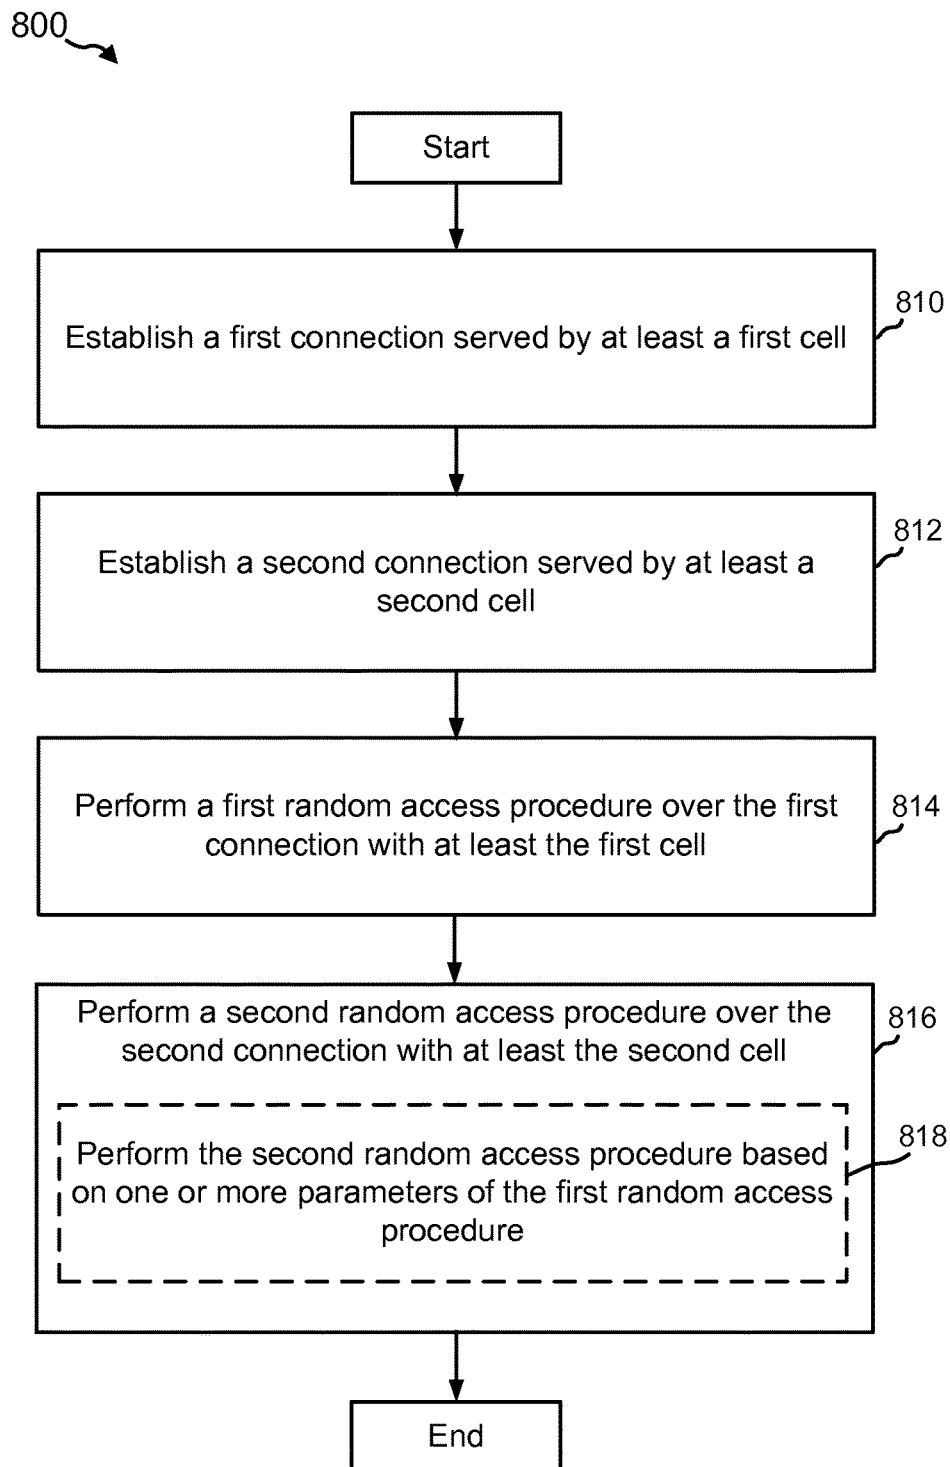 800
Start
Establish a first connection served by at least a first cell
810
Establish a second connection served by at least a
second cell
812
Perform a first random access procedure over the first
connection with at least the first cell
814
Perform a second random access procedure over the
second connection with at least the second cell
816
Perform the second random access procedure based
on one or more parameters of the first random access
procedure
818
End